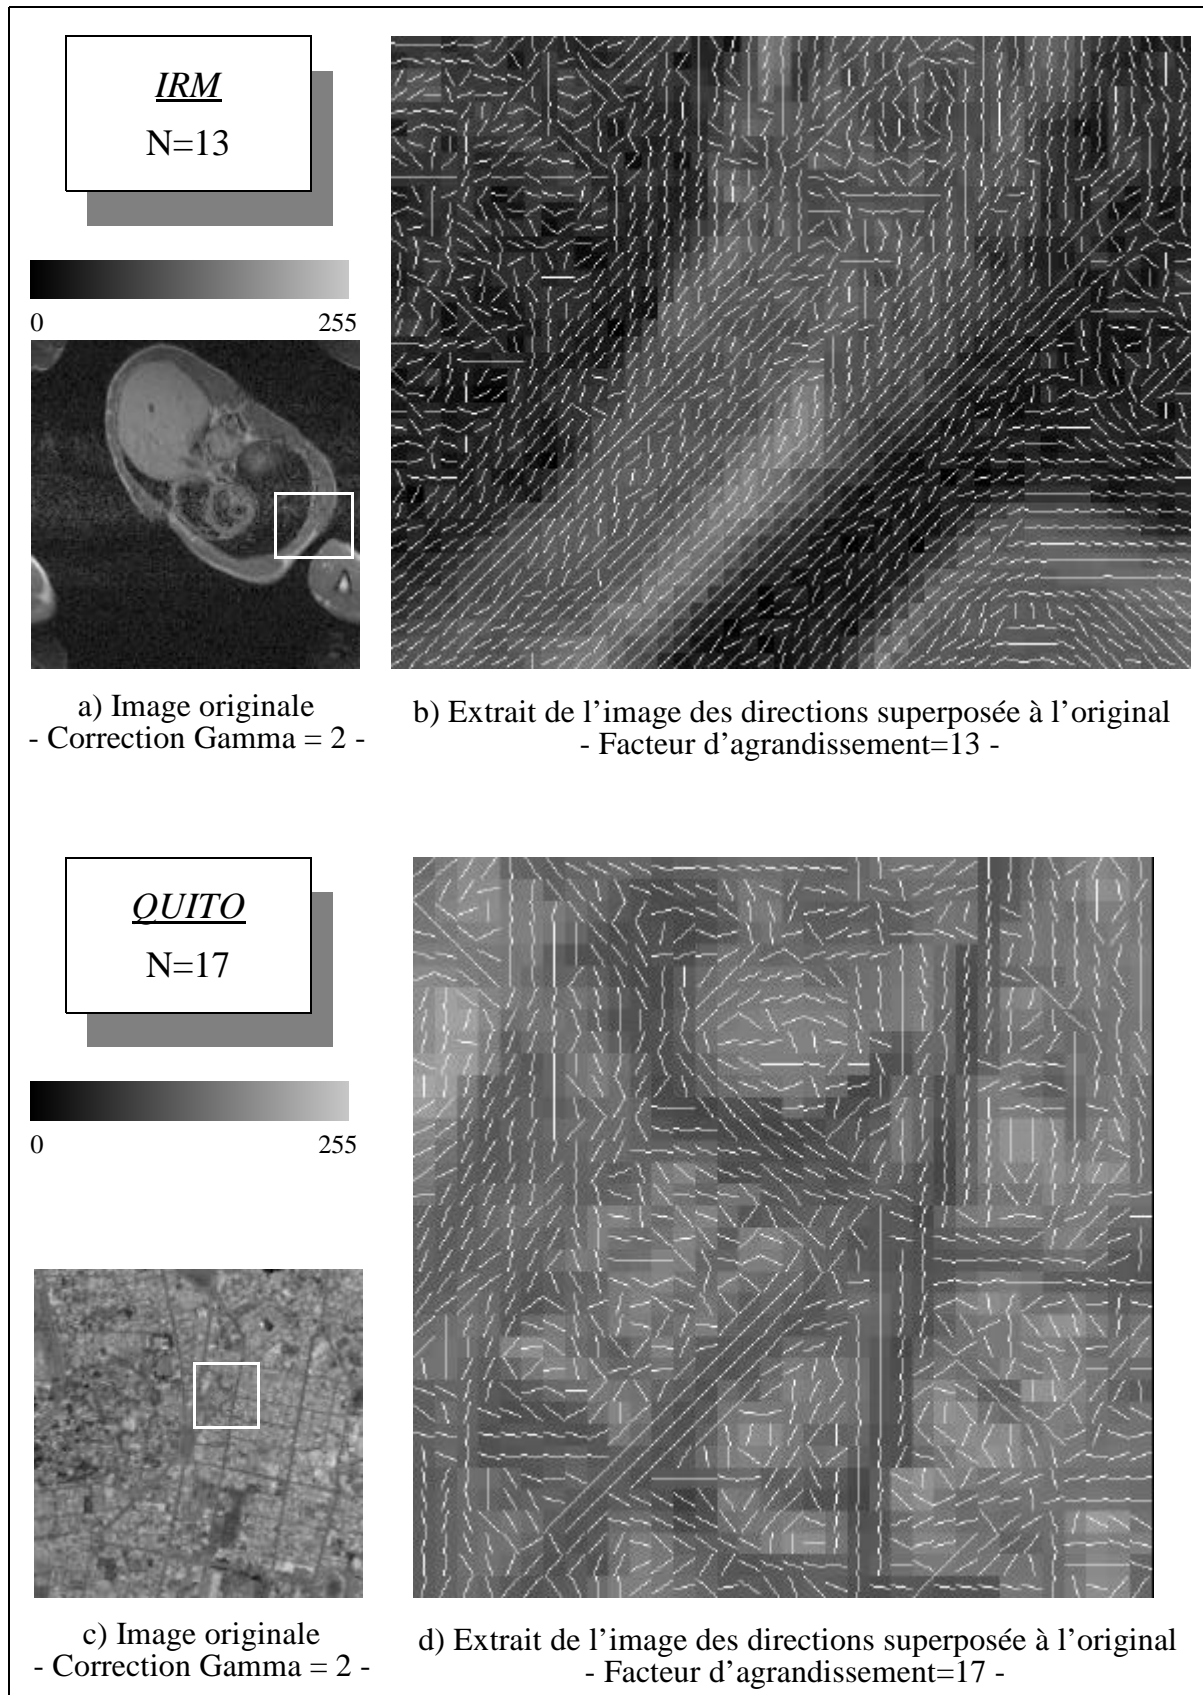 IRM
N=13
0 255
a) Image originale
- Correction Gamma = 2 -
b) Extrait de l’image des directions superposée à l’original
- Facteur d’agrandissement=13 -
QUITO
N=17
0 255
c) Image originale
- Correction Gamma = 2 -
d) Extrait de l’image des directions superposée à l’original
- Facteur d’agrandissement=17 -